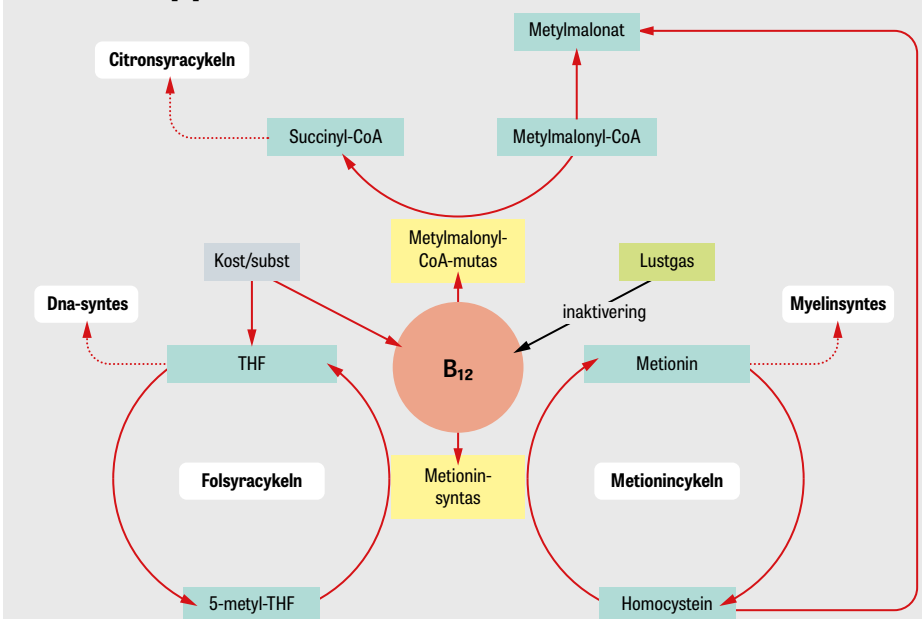 Metylmalonat
Citronsyracykeln
Succinyl-CoA
Metylmalonyl-CoA
Metylmalonyl-
CoA-mutas
Kost/subst
Lustgas
inaktivering
Dna-syntes
Myelinsyntes
THF
B₁₂
Metionin
Folsyracykeln
Metionin-
syntas
Metionincykeln
5-metyl-THF
Homocystein